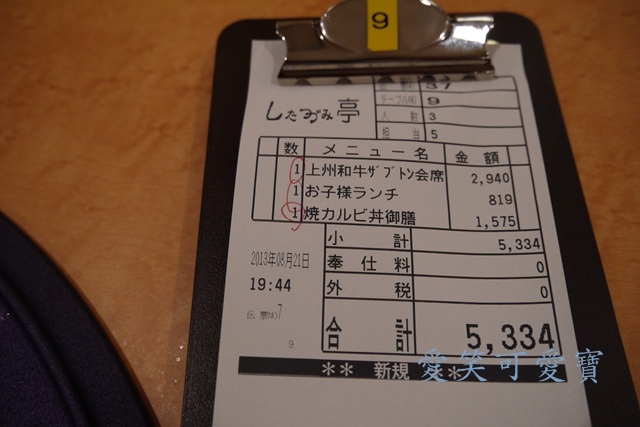 9
37
したづみ亭
テーブルNO 9
人数 3
担当 5
数 メニュー名 金額
1 上州和牛ザブトン会席 2,940
1 お子様ランチ 819
1 焼カルビ丼御膳 1,575
小計 5,334
2013年08月21日
奉仕料 0
19:44
外税 0
伝票NO 7
合計 5,334
9
** 新規 **
愛笑可愛寶